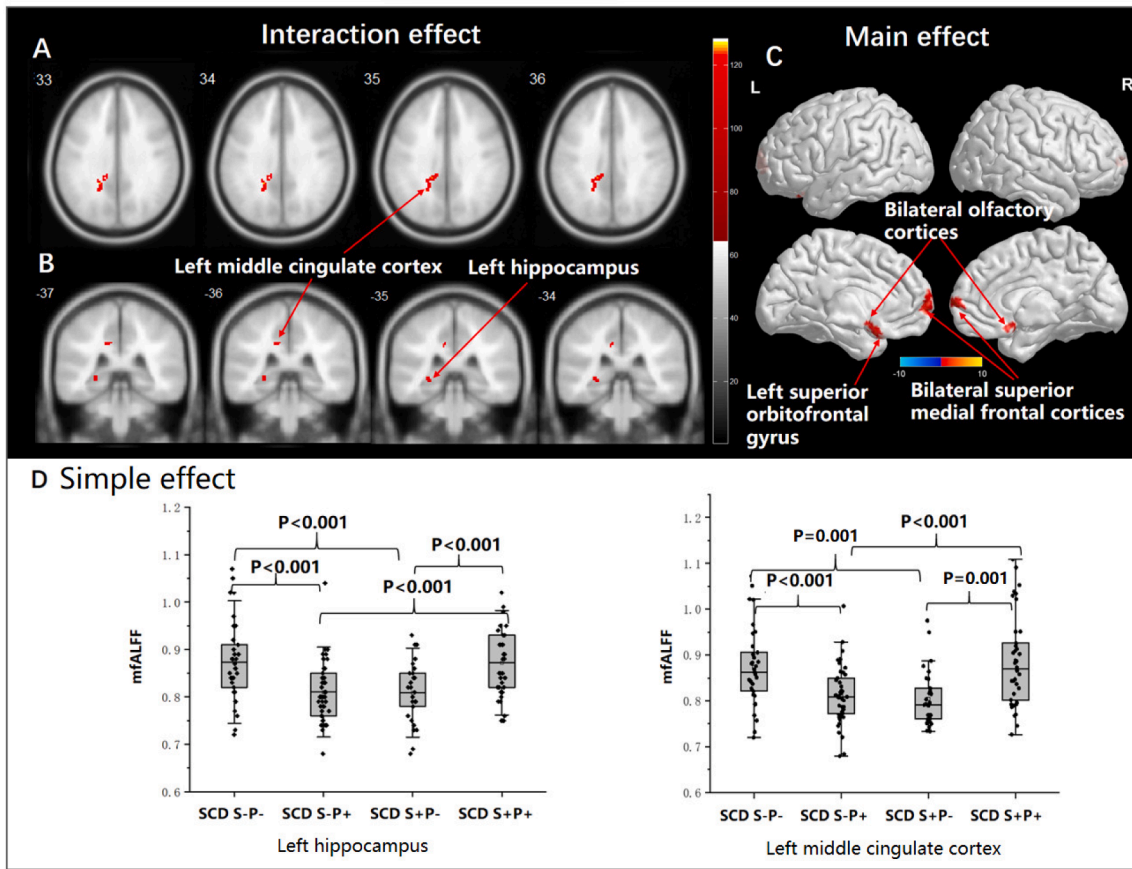 A
Interaction effect
33
34
35
36
120
100
80
60
40
20
Main effect
C
L
R
Bilateral olfactory
cortices
B
Left middle cingulate cortex
Left hippocampus
-37
-36
-35
-34
-10
10
Left superior
orbitofrontal
gyrus
Bilateral superior
medial frontal cortices
D Simple effect
mfALFF
1.2
1.1
1.0
0.9
0.8
0.7
0.6
P<0.001
P<0.001
P<0.001
P<0.001
SCD S-P-
SCD S-P+
SCD S+P-
SCD S+P+
Left hippocampus
mfALFF
1.2
1.1
1.0
0.9
0.8
0.7
0.6
P<0.001
P=0.001
P<0.001
P=0.001
SCD S-P-
SCD S-P+
SCD S+P-
SCD S+P+
Left middle cingulate cortex